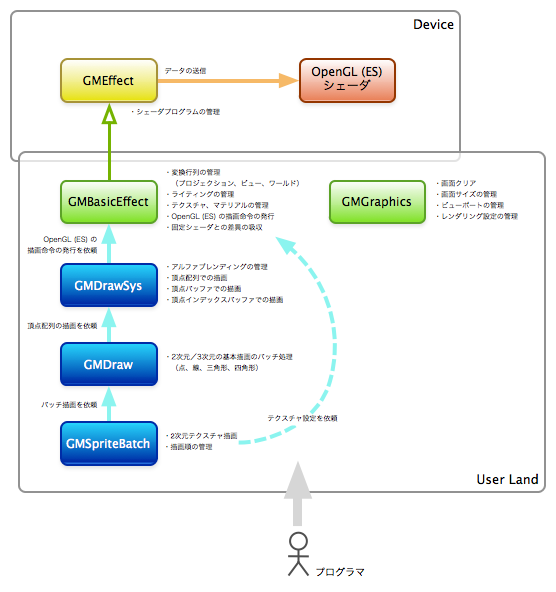 Device
GMEffect
データの送信
OpenGL (ES)
シェーダ
・シェーダプログラムの管理
GMBasicEffect
・変換行列の管理
（プロジェクション、ビュー、ワールド）
・ライティングの管理
・テクスチャ、マテリアルの管理
・OpenGL (ES) の描画命令の発行
・固定シェーダとの差異の吸収
GMGraphics
・画面クリア
・画面サイズの管理
・ビューポートの管理
・レンダリング設定の管理
OpenGL (ES) の
描画命令の発行を依頼
GMDrawSys
・アルファブレンディングの管理
・頂点配列での描画
・頂点バッファでの描画
・頂点インデックスバッファでの描画
頂点配列の描画を依頼
GMDraw
・2次元／3次元の基本描画のバッチ処理
（点、線、三角形、四角形）
バッチ描画を依頼
テクスチャ設定を依頼
GMSpriteBatch
・2次元テクスチャ描画
・描画順の管理
User Land
プログラマ